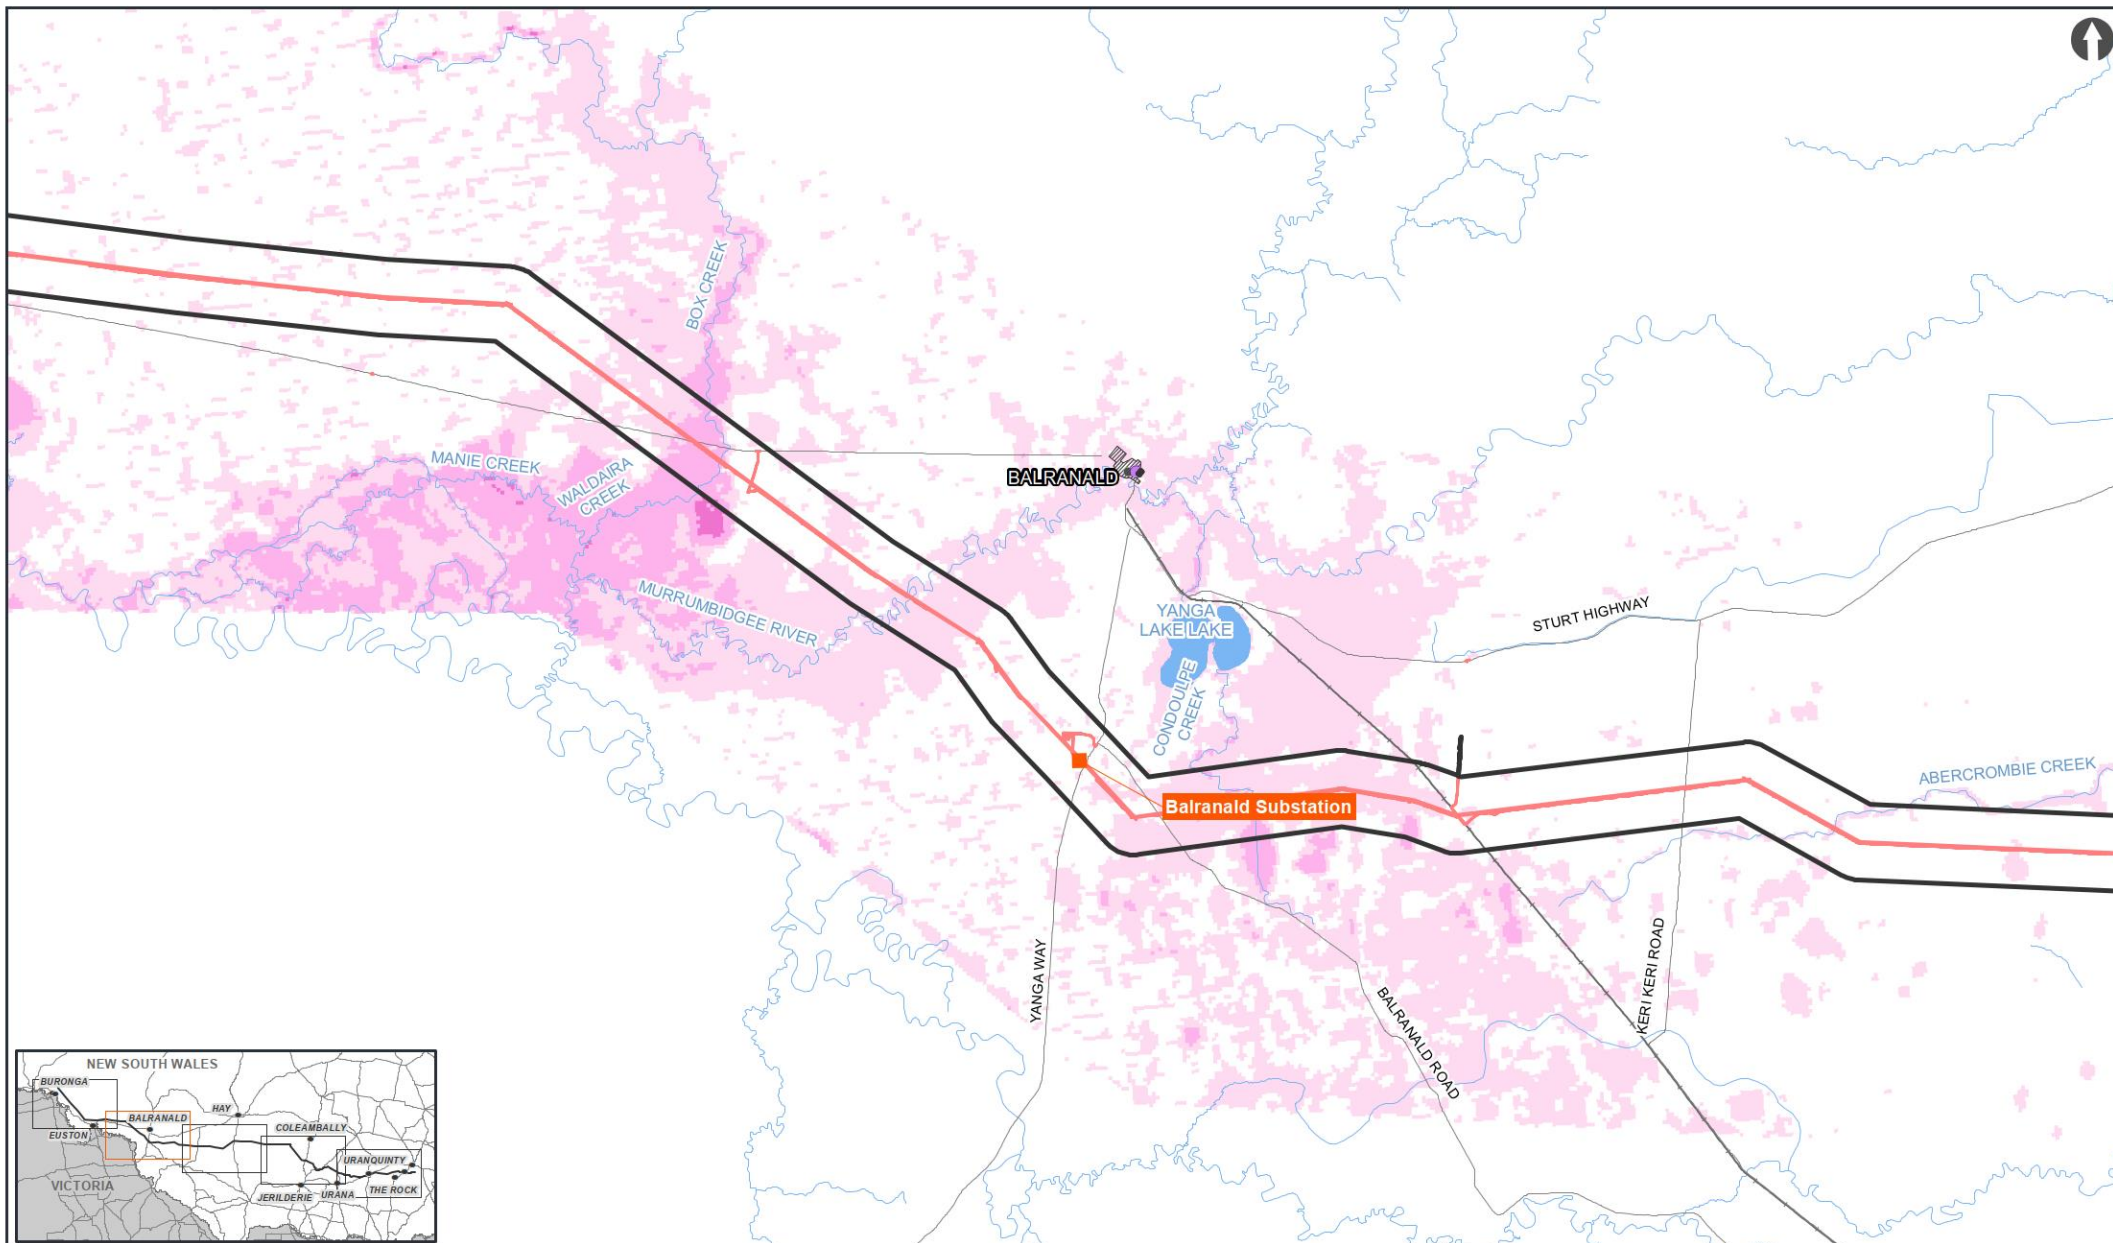 BOX CREEK
MANIE CREEK
WALDAIRA
CREEK
BALRANALD
MURRUMBIDGEE RIVER
YANGA
LAKE LAKE
STURT HIGHWAY
CONDOULPE
CREEK
Balranald Substation
ABERCROMBIE CREEK
YANGA WAY
BALRANALD ROAD
KERI KERI ROAD
NEW SOUTH WALES
BURONGA
BALRANALD
HAY
EUSTON
COLEAMBALLY
URANQUINTY
VICTORIA
JERILDERIE
URANA
THE ROCK